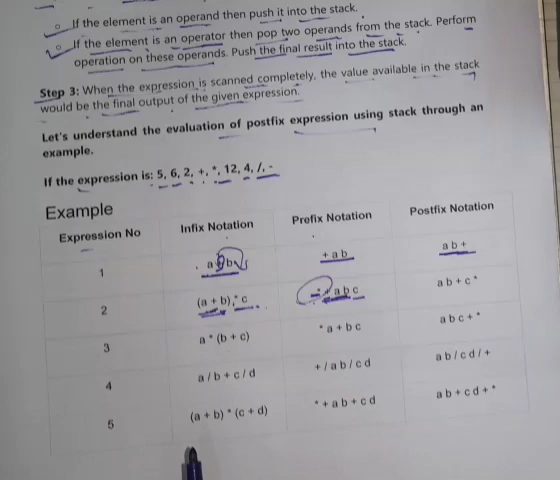 If the element is an operand then push it into the stack.
If the element is an operator then pop two operands from the stack. Perform
operation on these operands. Push the final result into the stack.
Step 3: When the expression is scanned completely, the value available in the stack
would be the final output of the given expression.
Let's understand the evaluation of postfix expression using stack through an
example.
If the expression is: 5, 6, 2, +, *, 12, 4, /, -
Example
Expression No Infix Notation Prefix Notation Postfix Notation
1 a + b + a b a b +
2 (a + b) * c * + a b c a b + c *
3 a * (b + c) * a + b c a b c + *
4 a / b + c / d + / a b / c d a b / c d / +
5 (a + b) * (c + d) * + a b + c d a b + c d + *